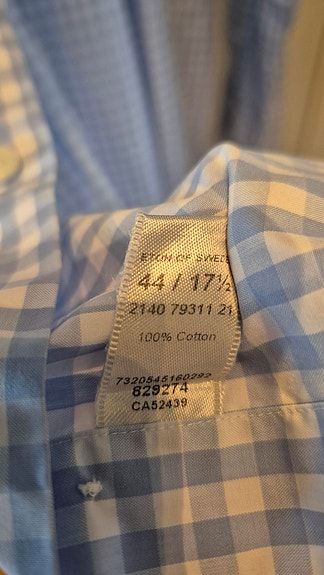 ETON OF SWED
44 / 17½
2140 79311 21
100% Cotton
7320545160292
829274
CA52439